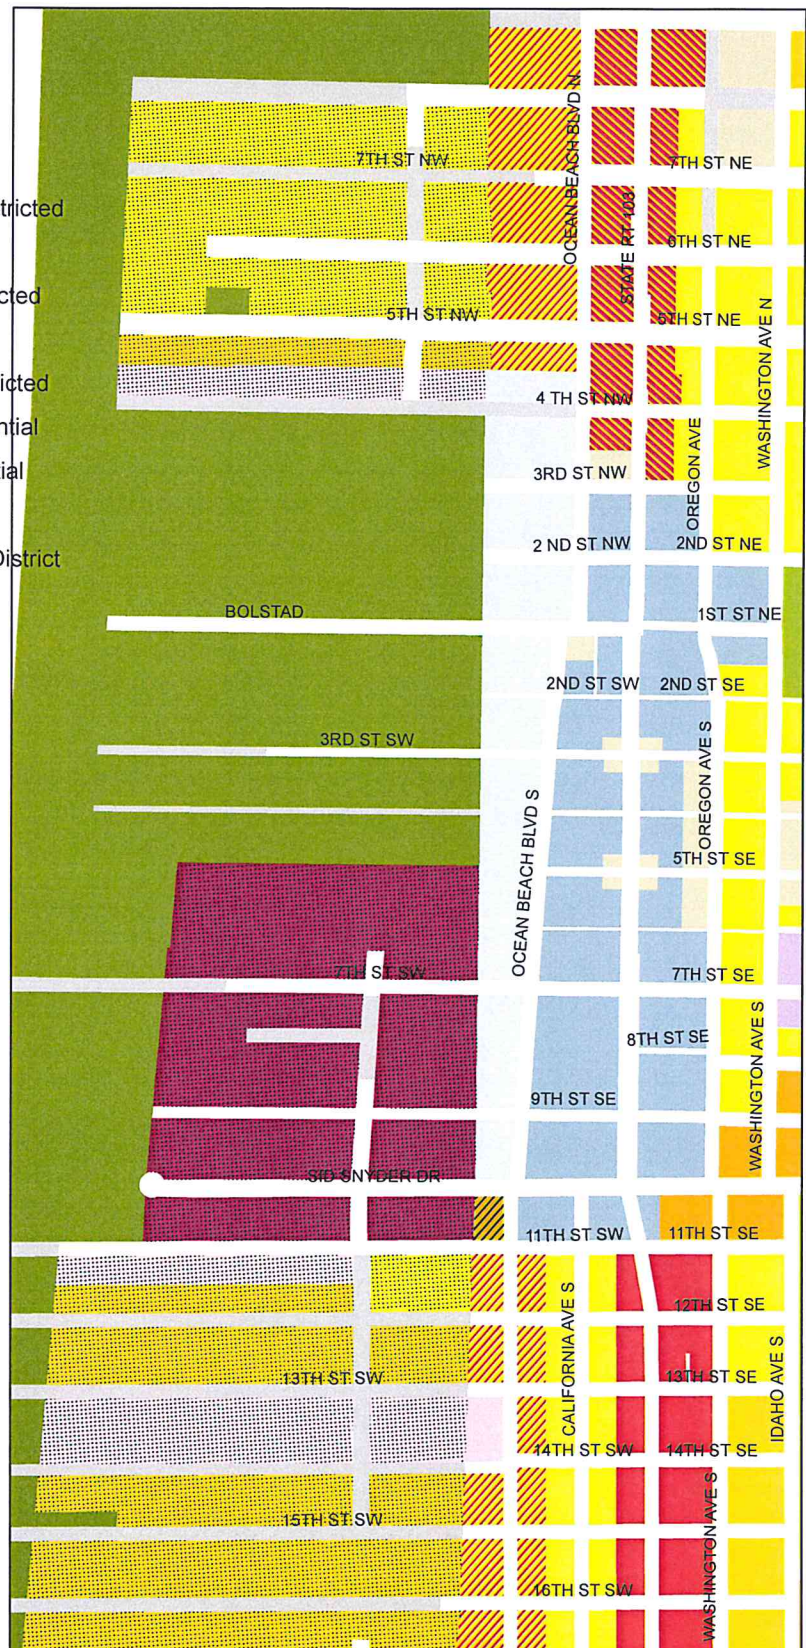 OCEAN BEACH BLVD N
7TH ST NW
7TH ST NE
tricted
STATE RT 103
6TH ST NE
cted
5TH ST NW
5TH ST NE
WASHINGTON AVE N
ricted
4 TH ST NW
ntial
OREGON AVE
tial
3RD ST NW
2 ND ST NW
2ND ST NE
District
BOLSTAD
1ST ST NE
2ND ST SW
2ND ST SE
3RD ST SW
OREGON AVE S
OCEAN BEACH BLVD S
5TH ST SE
7TH ST SW
7TH ST SE
8TH ST SE
WASHINGTON AVE S
9TH ST SE
SID SNYDER DR
11TH ST SW
11TH ST SE
CALIFORNIA AVE S
12TH ST SE
13TH ST SW
13TH ST SE
IDAHO AVE S
14TH ST SW
14TH ST SE
15TH ST SW
WASHINGTON AVE S
16TH ST SW